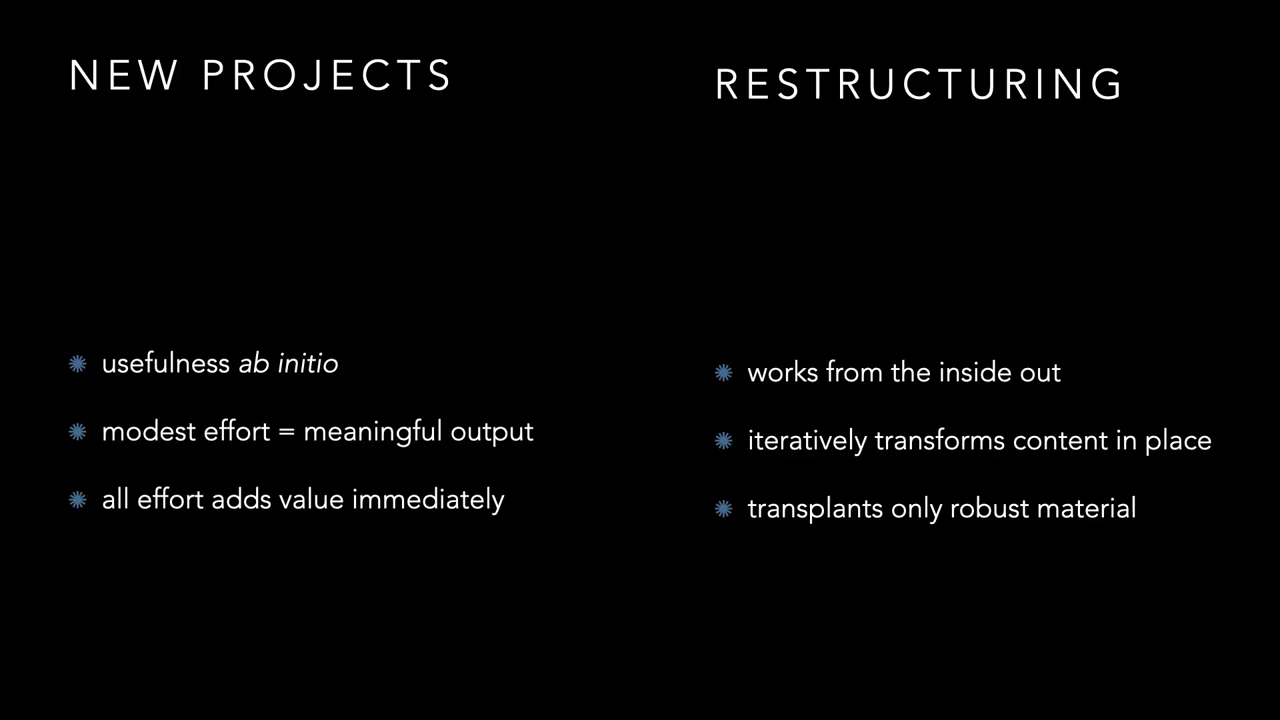 NEW PROJECTS
usefulness ab initio
modest effort = meaningful output
all effort adds value immediately
RESTRUCTURING
works from the inside out
iteratively transforms content in place
transplants only robust material